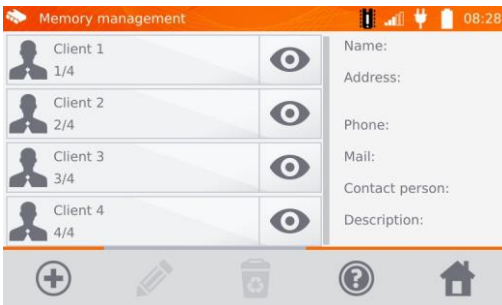 Memory management 08:28
Client 1
1/4
Client 2
2/4
Client 3
3/4
Client 4
4/4
Name:
Address:
Phone:
Mail:
Contact person:
Description: